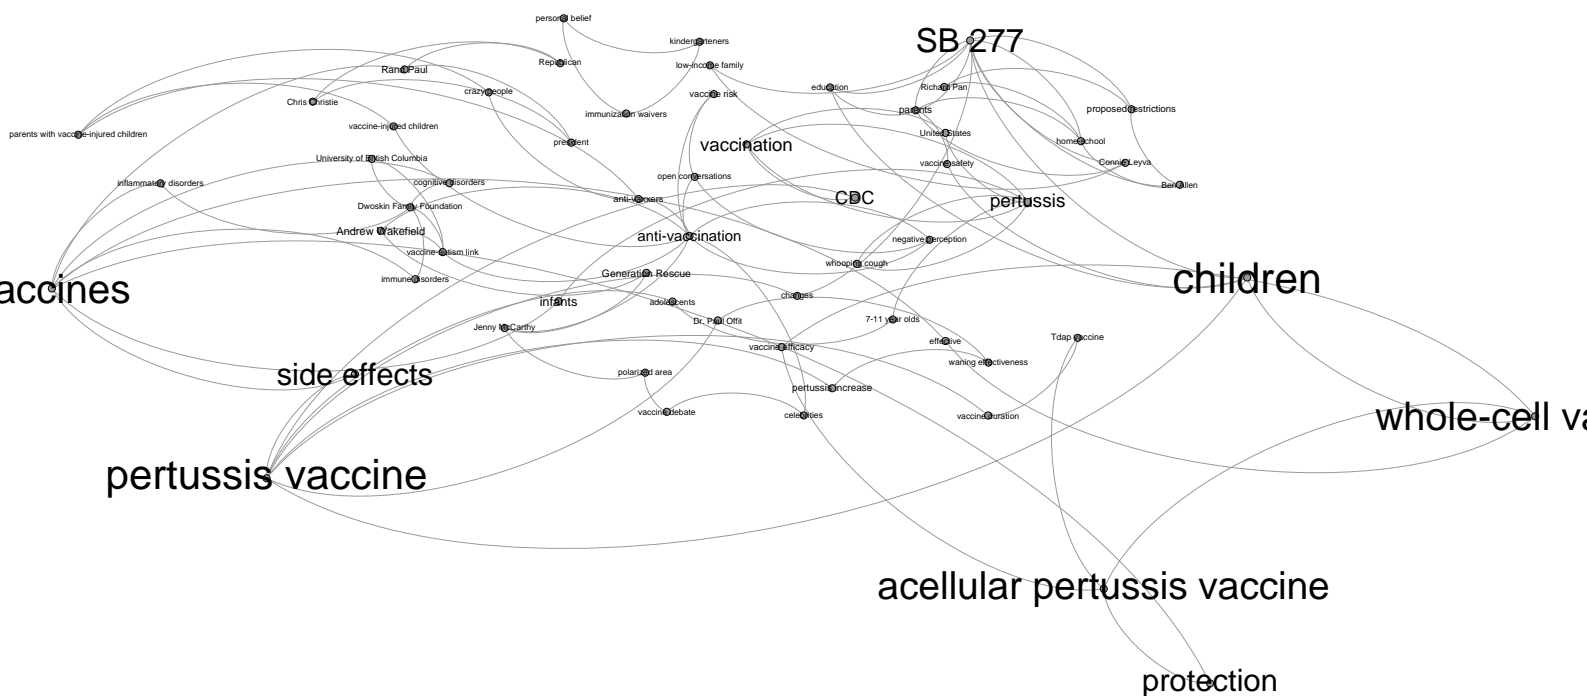 personal belief
SB 277
kindergarteners
Republican
low-income family
Rand Paul
education
Richard Pan
crazy people
vaccine risk
Chris Christie
parents
proposed restrictions
immunization waivers
vaccine-injured children
parents with vaccine-injured children
United States
president
home school
vaccination
University of British Columbia
vaccine safety
Connie Leyva
open conversations
inflammatory disorders
cognitive disorders
Ben Allen
anti-vaxxers
CDC
pertussis
Dwoskin Family Foundation
Andrew Wakefield
anti-vaccination
negative perception
vaccine-autism link
whooping cough
Generation Rescue
immune disorders
children
accines
changes
infants
adolescents
Dr. Paul Offit
7-11 year olds
Jenny McCarthy
Tdap vaccine
effective
vaccine efficacy
waning effectiveness
side effects
polarized area
pertussis increase
vaccine debate
celebrities
vaccine duration
whole-cell va
pertussis vaccine
acellular pertussis vaccine
protection